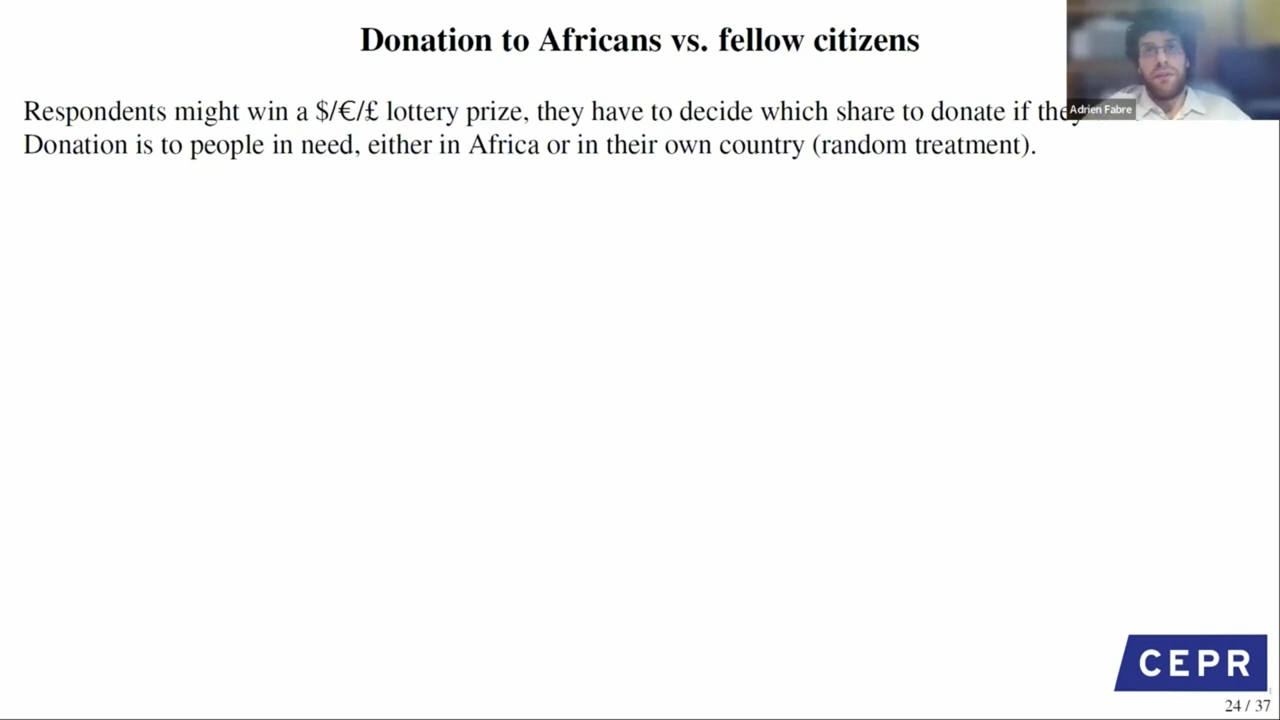 Donation to Africans vs. fellow citizens
Adrien Fabre
Respondents might win a $/€/£ lottery prize, they have to decide which share to donate if they
Donation is to people in need, either in Africa or in their own country (random treatment).
CEPR
24 / 37